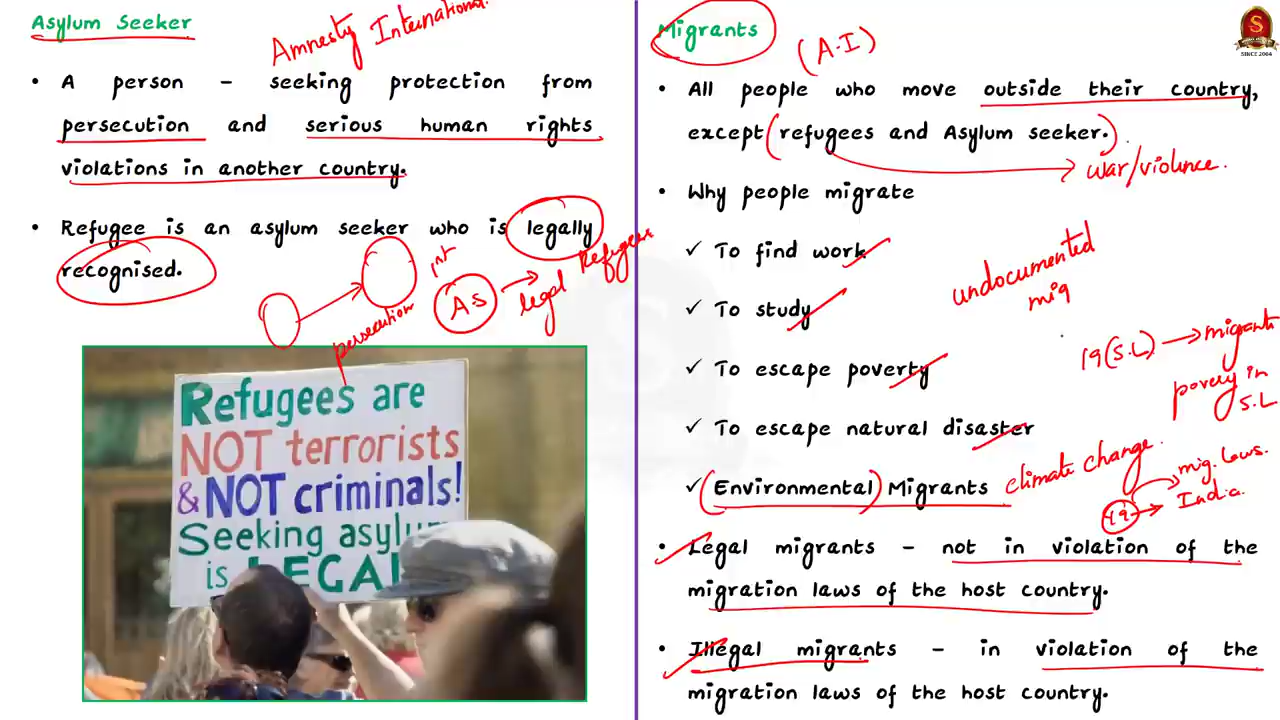 Asylum Seeker
Amnesty International
• A person – seeking protection from
persecution and serious human rights
violations in another country.
• Refugee is an asylum seeker who is legally
recognised.
int
A.S
legal
Refugees
persecution
Refugees are
NOT terrorists
& NOT criminals!
Seeking asylum
is LEGAL
Migrants
(A.I)
• All people who move outside their country,
except (refugees and Asylum seeker.)
war/violence.
• Why people migrate
✓ To find work
✓ To study
undocumented
mig
19(S.L) → migrants
✓ To escape poverty
povery in
S.L
✓ To escape natural disaster
✓ (Environmental) Migrants
climate change.
mig. laws.
19
India.
• Legal migrants – not in violation of the
migration laws of the host country.
• Illegal migrants – in violation of the
migration laws of the host country.
S
SINCE 2004